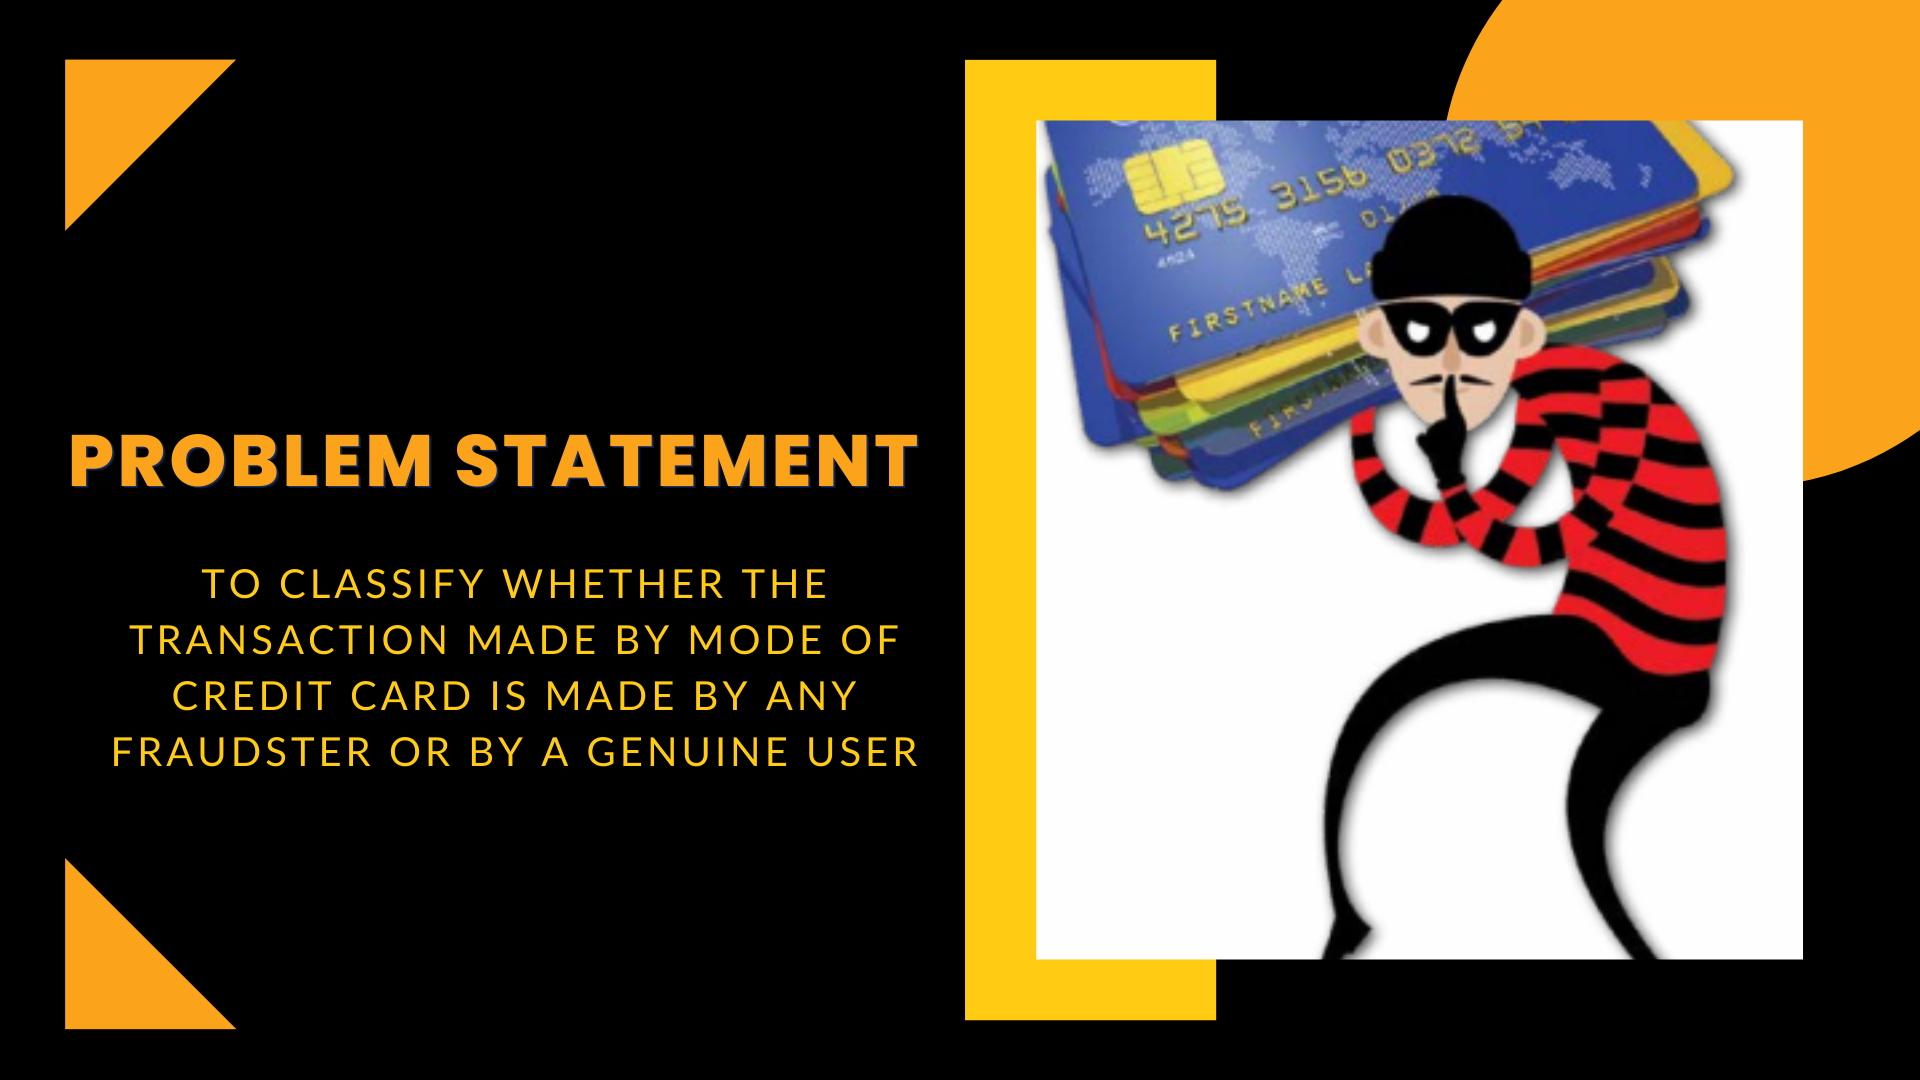 PROBLEM STATEMENT
TO CLASSIFY WHETHER THE
TRANSACTION MADE BY MODE OF
CREDIT CARD IS MADE BY ANY
FRAUDSTER OR BY A GENUINE USER
4275 3156 0372
FIRSTNAME